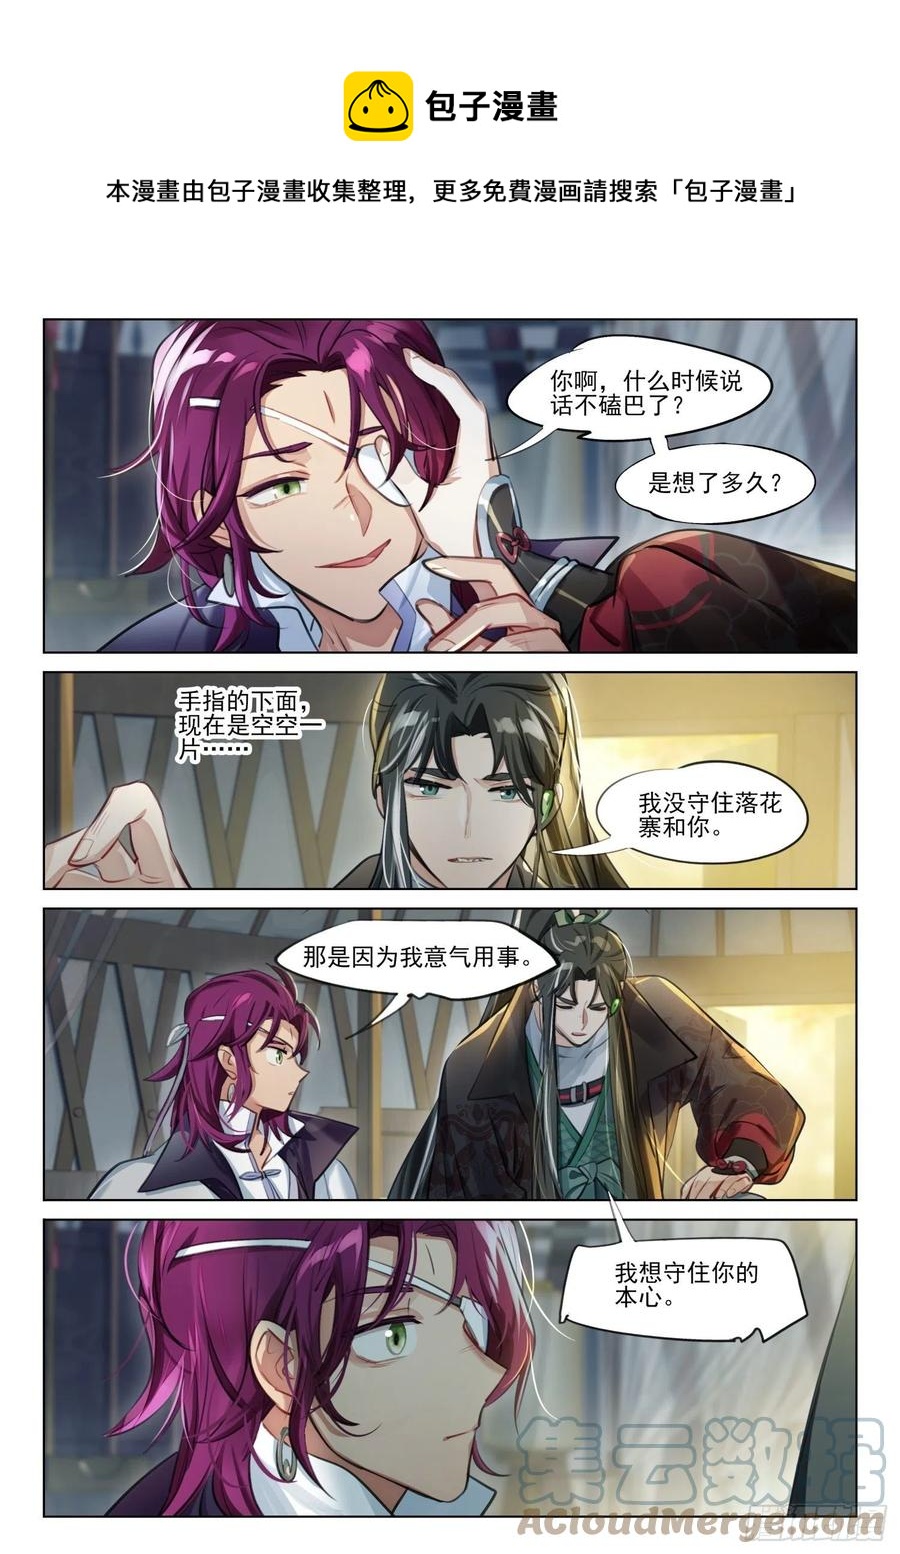 包子漫畫
本漫畫由包子漫畫收集整理，更多免費漫画請搜索「包子漫畫」
你啊，什么时候说
话不磕巴了？
是想了多久？
手指的下面，
现在是空空一
片……
我没守住落花
寨和你。
那是因为我意气用事。
我想守住你的
本心。
集云数据
ACloudMerge.com